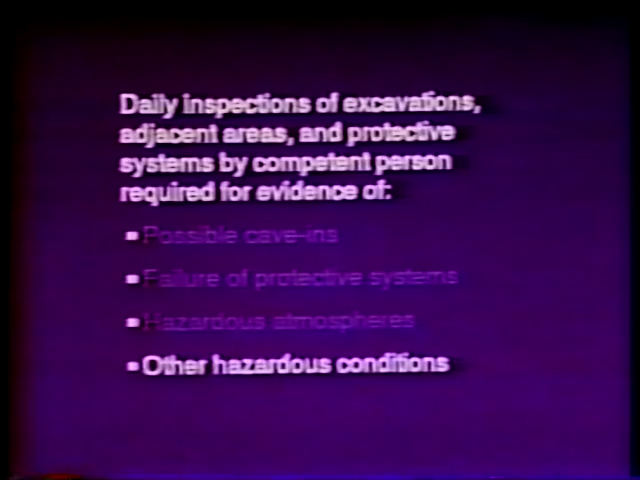 Daily inspections of excavations,
adjacent areas, and protective
systems by competent person
required for evidence of:
▪ Possible cave-ins
▪ Failure of protective systems
▪ Hazardous atmospheres
▪ Other hazardous conditions